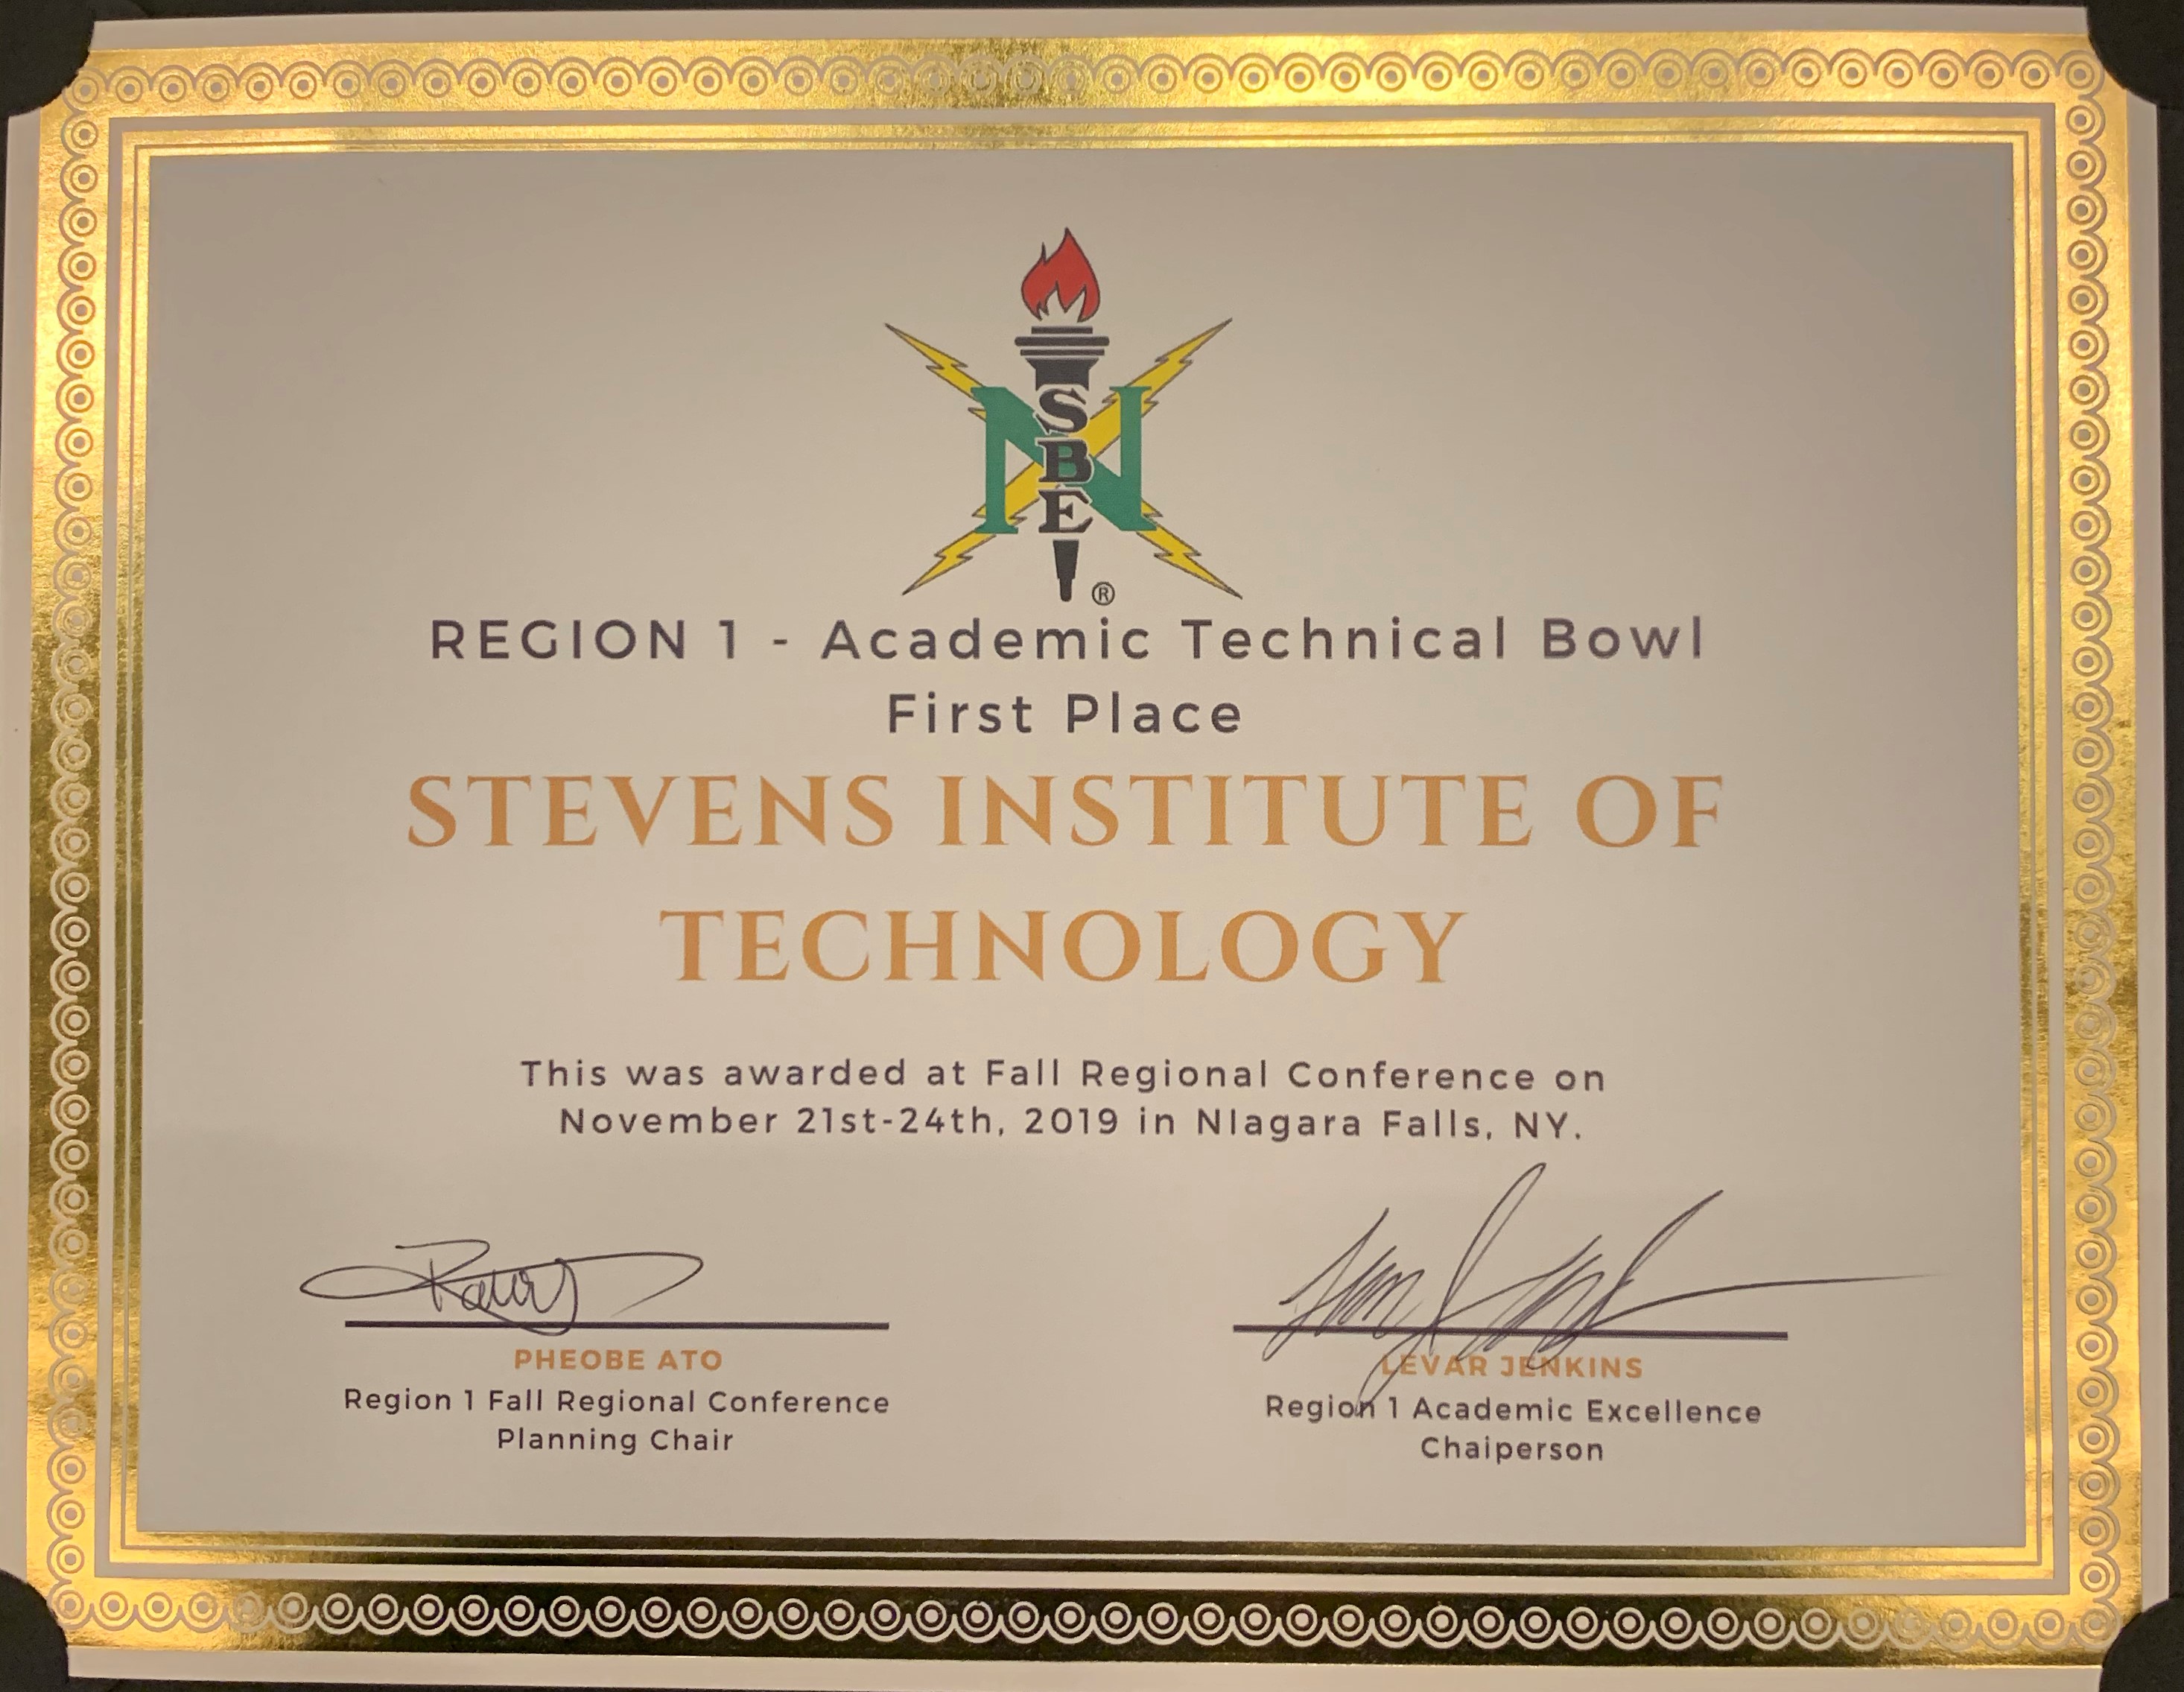 N
S
B
E
®
REGION 1 - Academic Technical Bowl
First Place
STEVENS INSTITUTE OF
TECHNOLOGY
This was awarded at Fall Regional Conference on
November 21st-24th, 2019 in NIagara Falls, NY.
PHEOBE ATO
Region 1 Fall Regional Conference
Planning Chair
LEVAR JENKINS
Region 1 Academic Excellence
Chaiperson